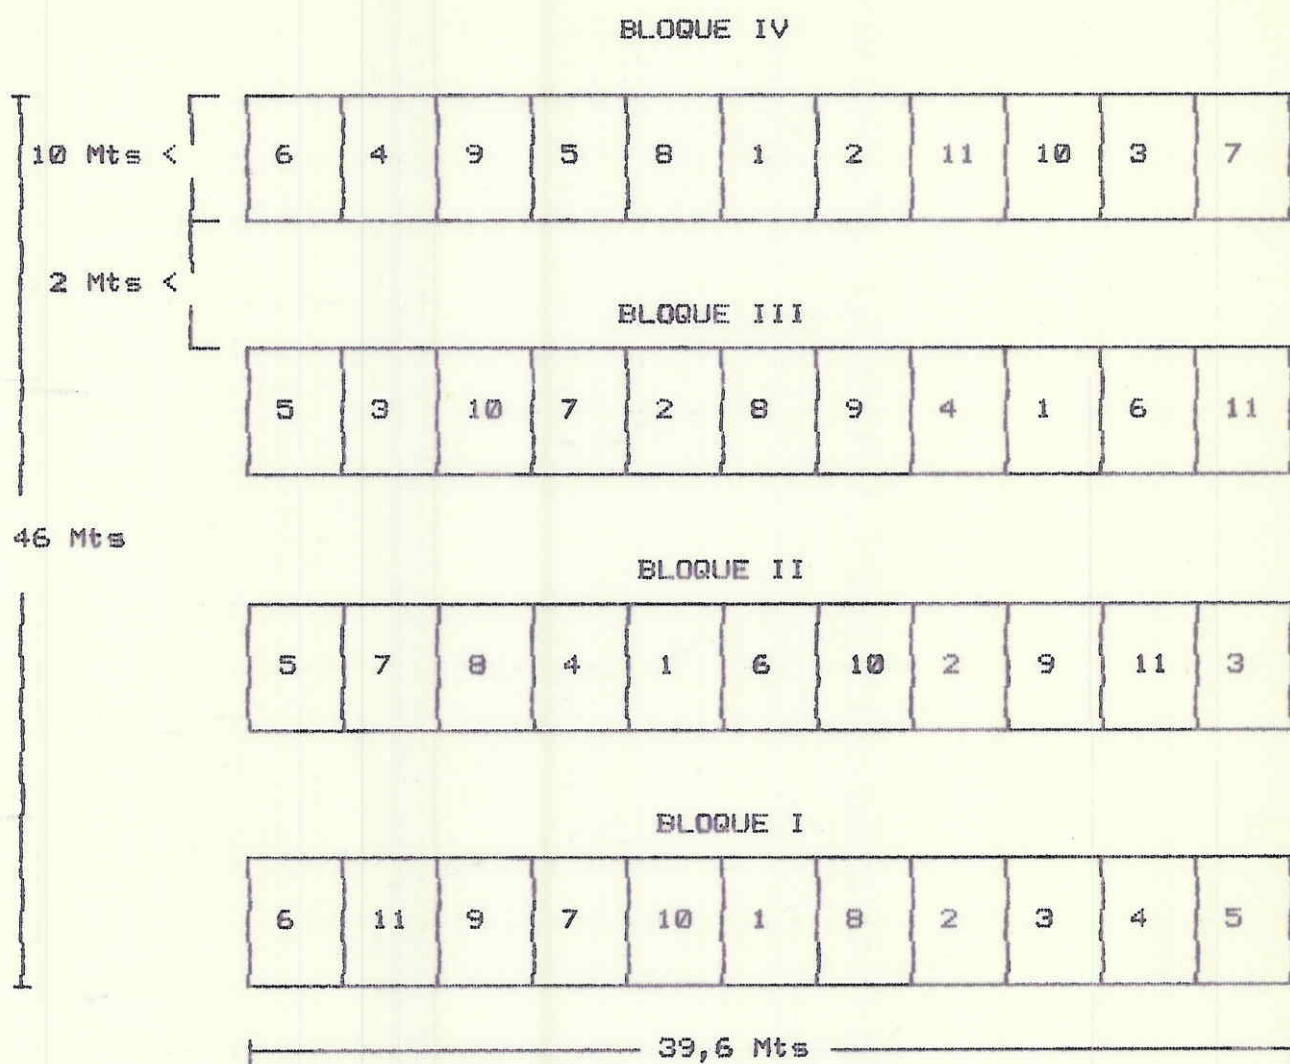 BLOQUE IV
10 Mts < 6 4 9 5 8 1 2 11 10 3 7
2 Mts <
BLOQUE III
5 3 10 7 2 8 9 4 1 6 11
46 Mts
BLOQUE II
5 7 8 4 1 6 10 2 9 11 3
BLOQUE I
6 11 9 7 10 1 8 2 3 4 5
39,6 Mts